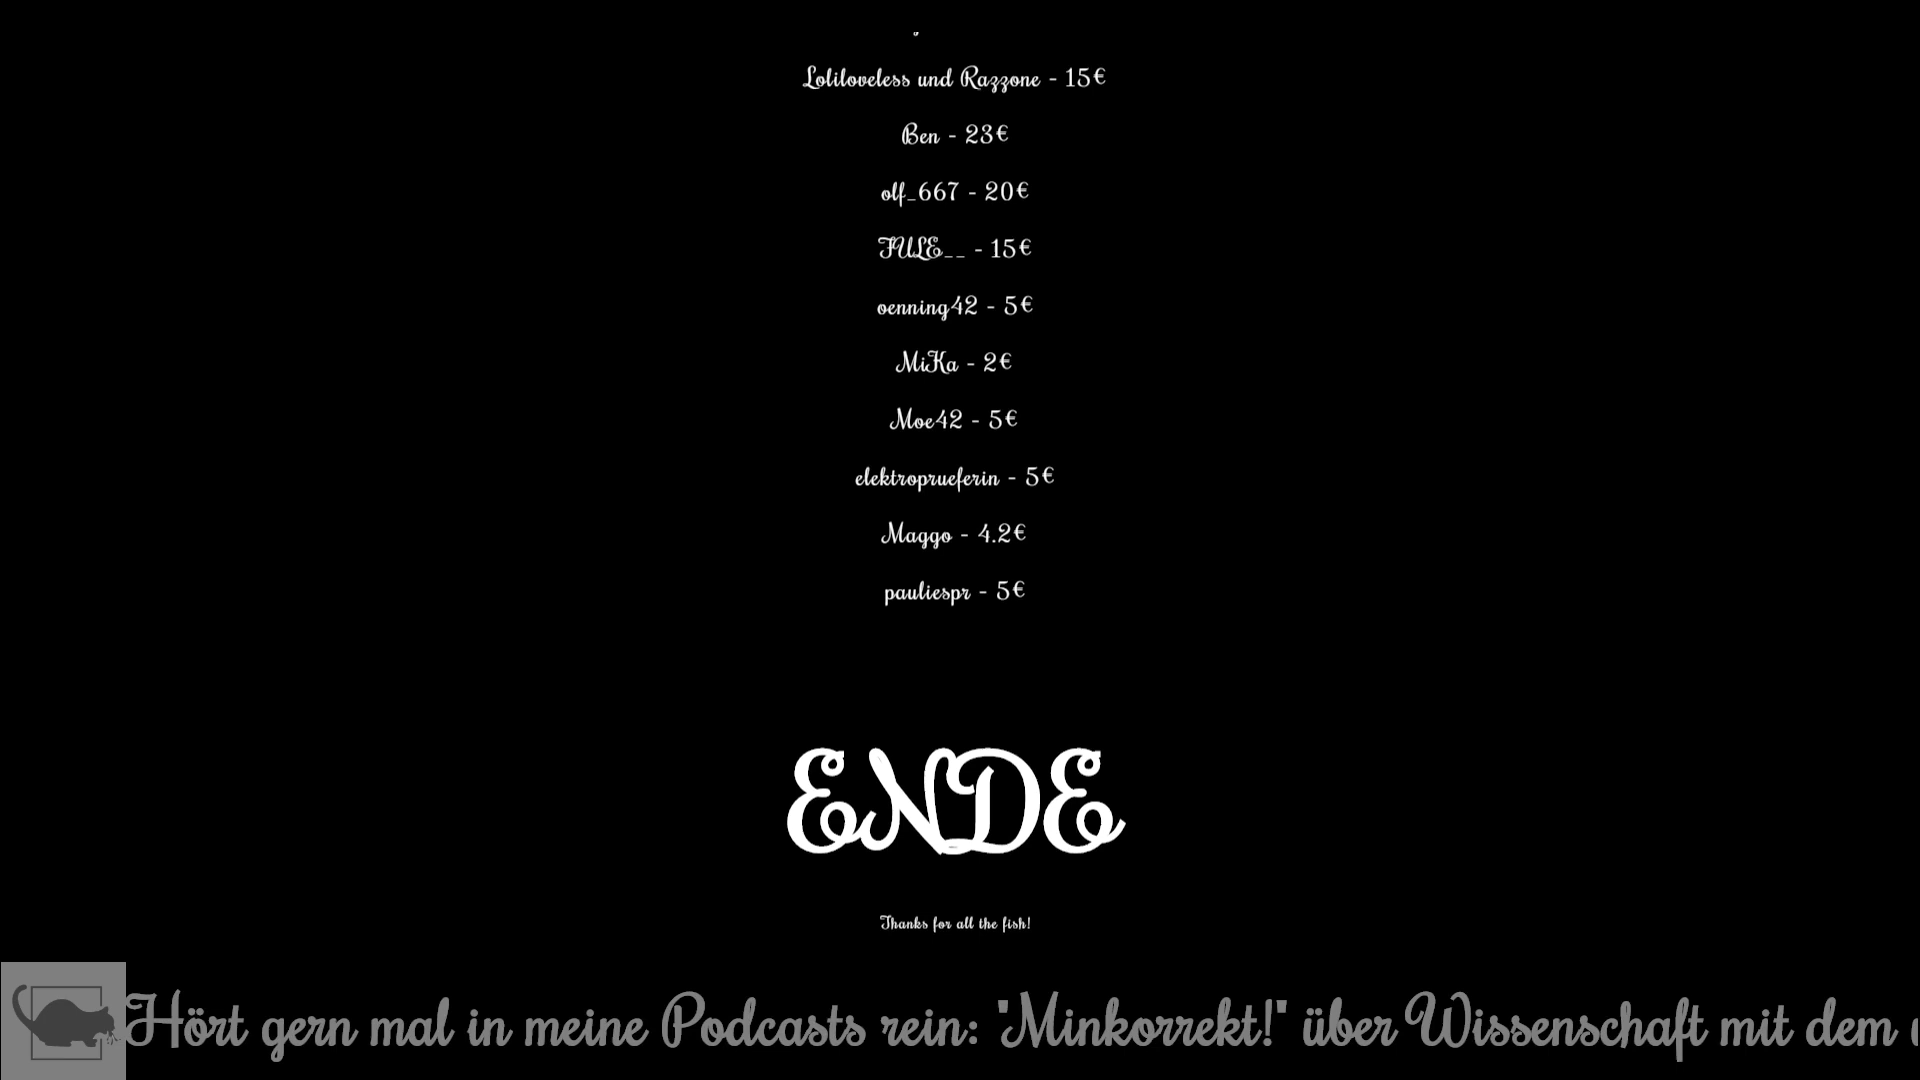 Loliloveless und Razzone - 15€
Ben - 23€
olf_667 - 20€
JULE__ - 15€
oenning42 - 5€
MiKa - 2€
Moe42 - 5€
elektroprueferin - 5€
Maggo - 4.2€
pauliespr - 5€
ENDE
Thanks for all the fish!
Hört gern mal in meine Podcasts rein: "Minkorrekt!" über Wissenschaft mit dem